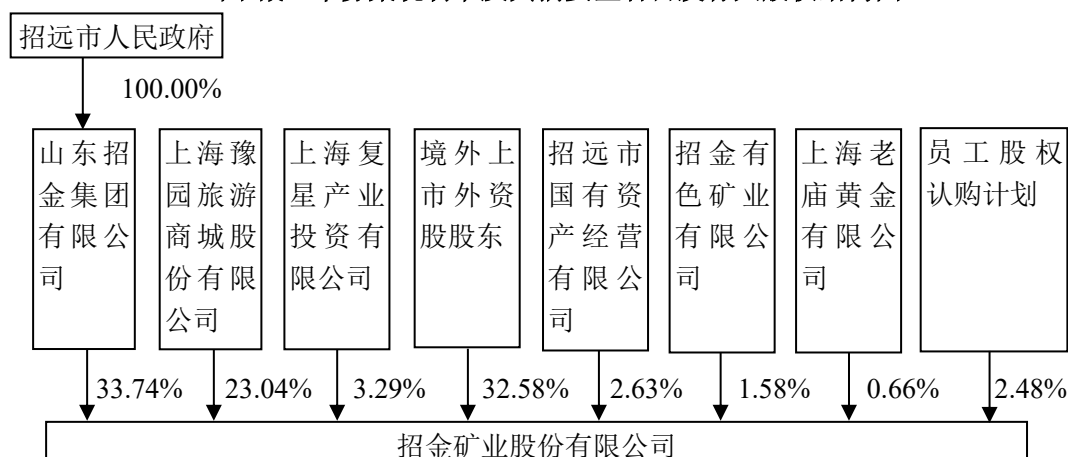 招远市人民政府
100.00%
山东招
金集团
有限公
司
上海豫
园旅游
商城股
份有限
公司
上海复
星产业
投资有
限公司
境外上
市外资
股股东
招远市
国有资
产经营
有限公
司
招金有
色矿业
有限公
司
上海老
庙黄金
有限公
司
员工股权
认购计划
33.74%
23.04%
3.29%
32.58%
2.63%
1.58%
0.66%
2.48%
招金矿业股份有限公司